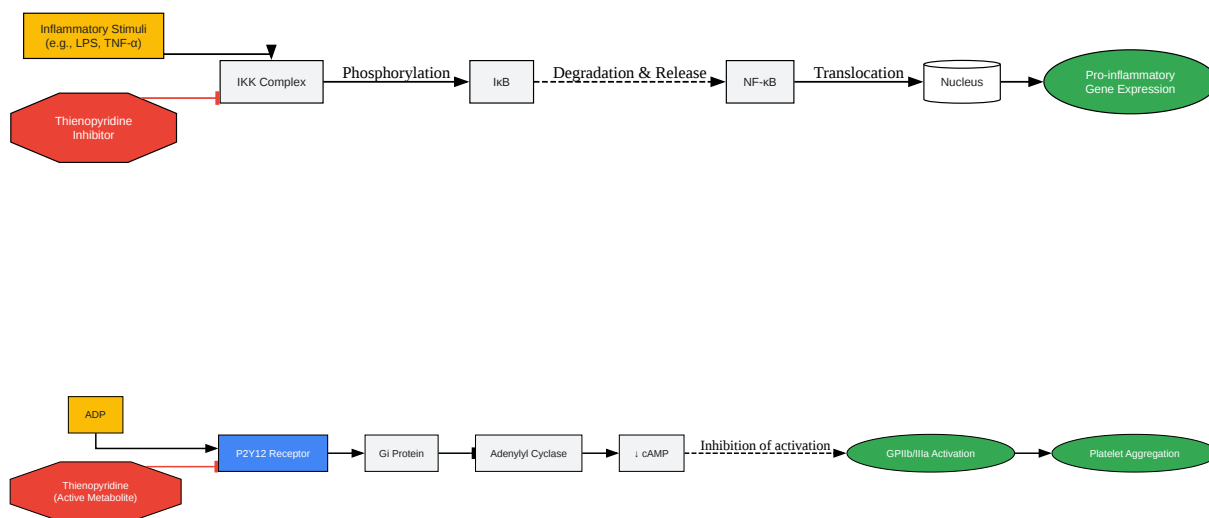 Inflammatory Stimuli
(e.g., LPS, TNF-α)
IKK Complex
Phosphorylation
IκB
Degradation & Release
NF-κB
Translocation
Nucleus
Pro-inflammatory
Gene Expression
Thienopyridine
Inhibitor
ADP
P2Y12 Receptor
Gi Protein
Adenylyl Cyclase
↓ cAMP
Inhibition of activation
GPIIb/IIIa Activation
Platelet Aggregation
Thienopyridine
(Active Metabolite)